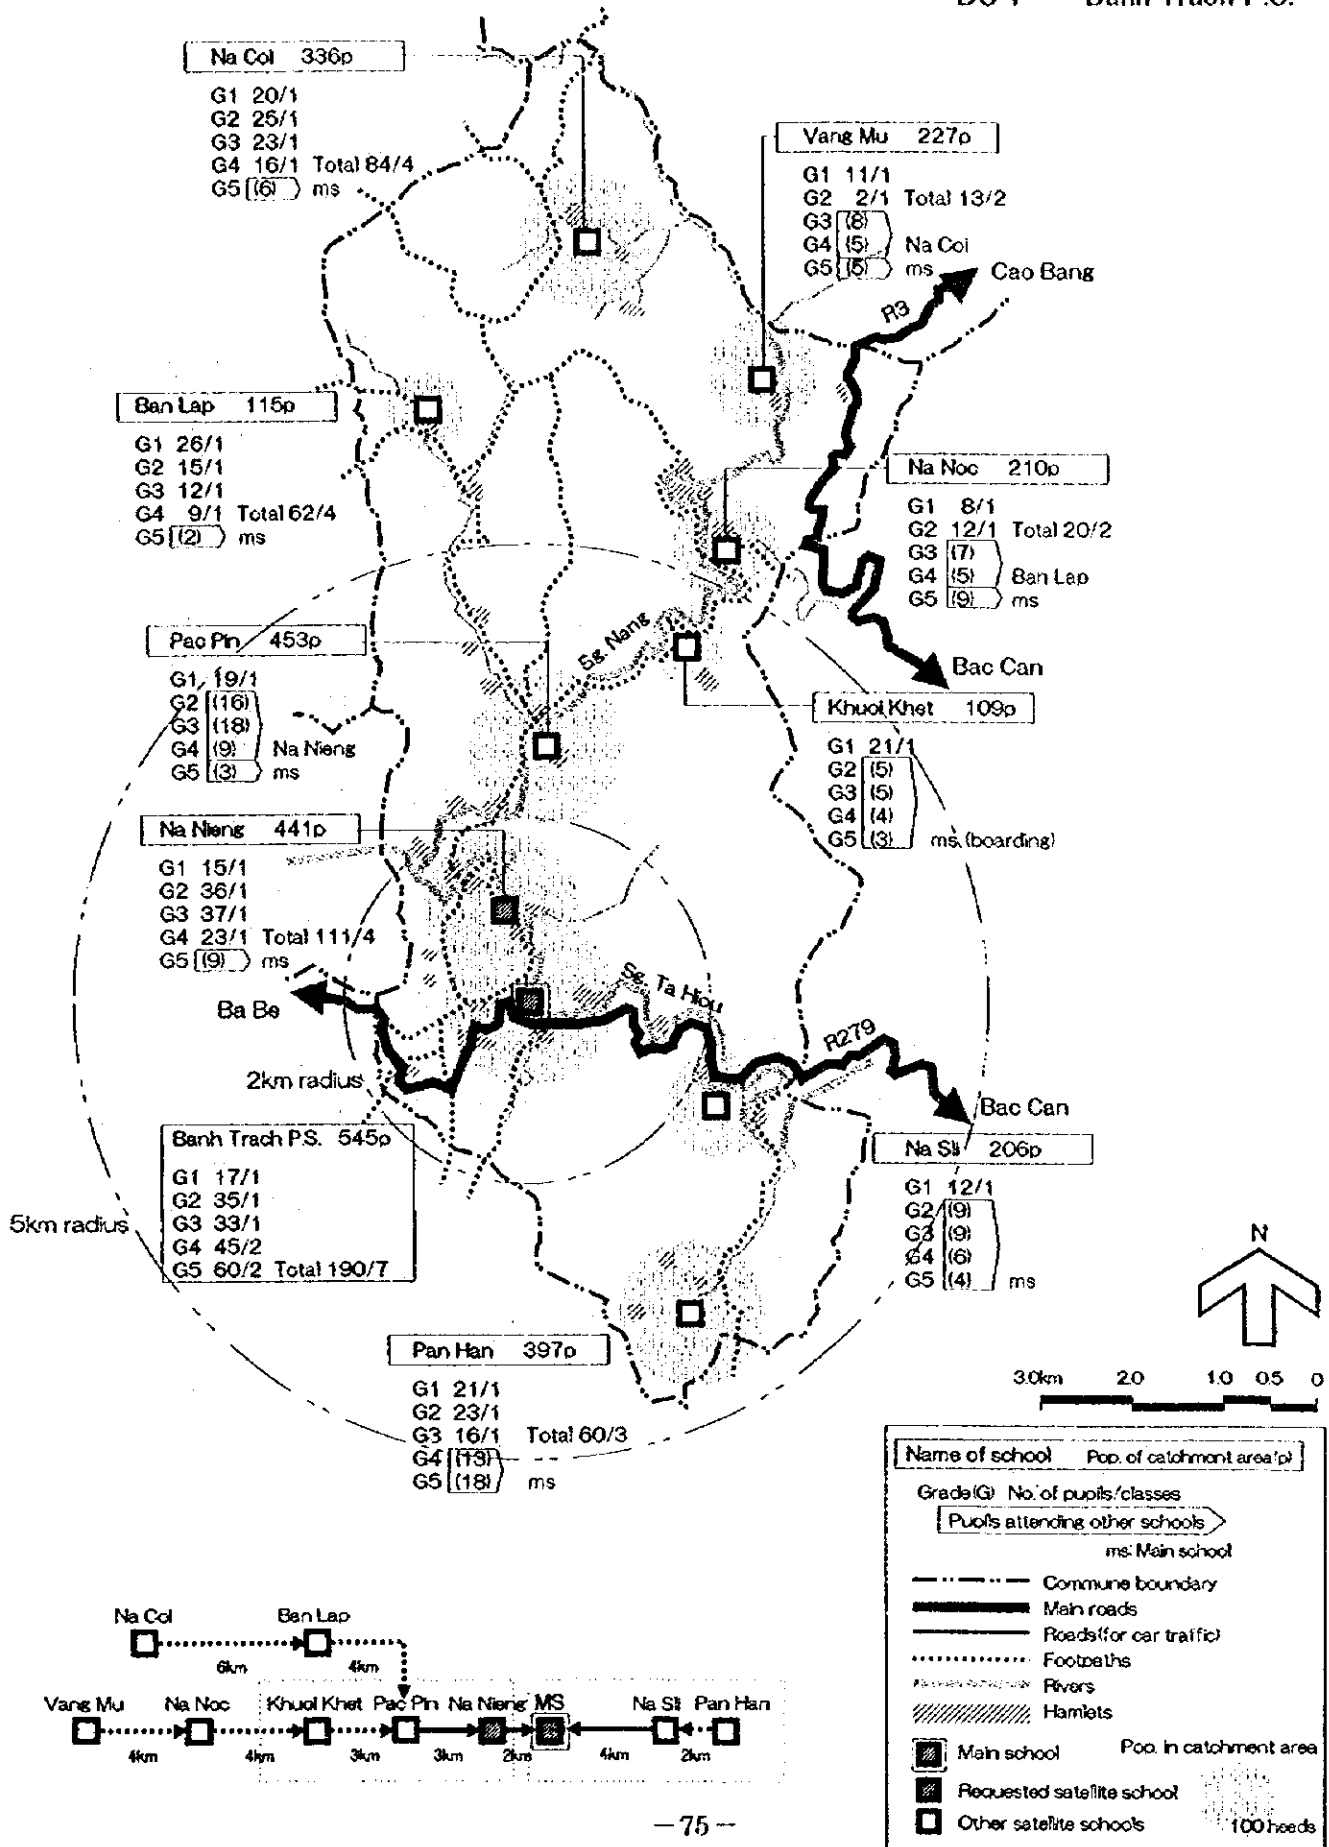 Na Col 336p
G1 20/1
G2 25/1
G3 23/1
G4 16/1 Total 84/4
G5 (6) ms
Vang Mu 227p
G1 11/1
G2 2/1 Total 13/2
G3 (8)
G4 (5) Na Col
G5 (5) ms
Cao Bang
R3
Ban Lap 115p
G1 26/1
G2 15/1
G3 12/1
G4 9/1 Total 62/4
G5 (2) ms
Na Noc 210p
G1 8/1
G2 12/1 Total 20/2
G3 (7)
G4 (5) Ban Lap
G5 (9) ms
Bac Can
Sg. Nang
Pac Pin 453p
G1 19/1
G2 (16)
G3 (18)
G4 (9) Na Nieng
G5 (3) ms
Khuoi Khet 109p
G1 21/1
G2 (5)
G3 (5)
G4 (4)
G5 (3) ms (boarding)
Na Nieng 441p
G1 15/1
G2 36/1
G3 37/1
G4 23/1 Total 111/4
G5 (9) ms
Ba Be
Sg. Ta Hiou
R279
2km radius
Bac Can
Banh Trach P.S. 545p
G1 17/1
G2 35/1
G3 33/1
G4 45/2
G5 60/2 Total 190/7
5km radius
Na Sli 206p
G1 12/1
G2 (9)
G3 (9)
G4 (6)
G5 (4) ms
N
Pan Han 397p
G1 21/1
G2 23/1
G3 16/1 Total 60/3
G4 (13)
G5 (18) ms
3.0km 2.0 1.0 0.5 0
Name of school Pop. of catchment area(p)
Grade(G) No. of pupils/classes
Pupils attending other schools
ms: Main school
Commune boundary
Main roads
Roads(for car traffic)
Footpaths
Rivers
Hamlets
Main school Pop. in catchment area
Requested satellite school
Other satellite schools 100 heads
Na Col Ban Lap
6km 4km
Vang Mu Na Noc Khuoi Khet Pac Pin Na Nieng MS Na Sli Pan Han
4km 4km 3km 3km 2km 4km 2km
-75-